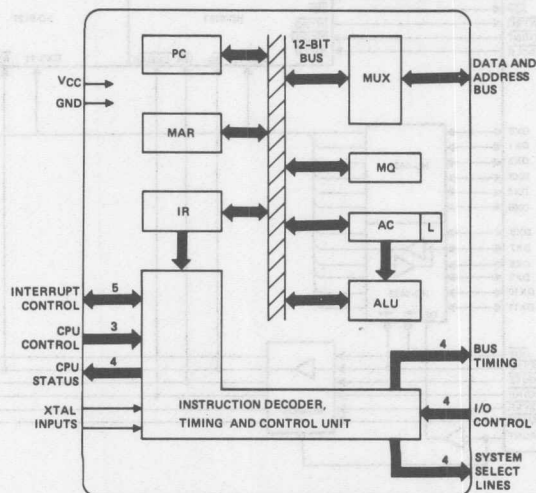 PC
12-BIT
BUS
MUX
DATA AND
ADDRESS
BUS
VCC
GND
MAR
MQ
IR
AC
L
ALU
INTERRUPT
CONTROL
5
CPU
CONTROL
3
CPU
STATUS
4
XTAL
INPUTS
INSTRUCTION DECODER,
TIMING AND CONTROL UNIT
4
BUS
TIMING
4
I/O
CONTROL
4
SYSTEM
SELECT
LINES